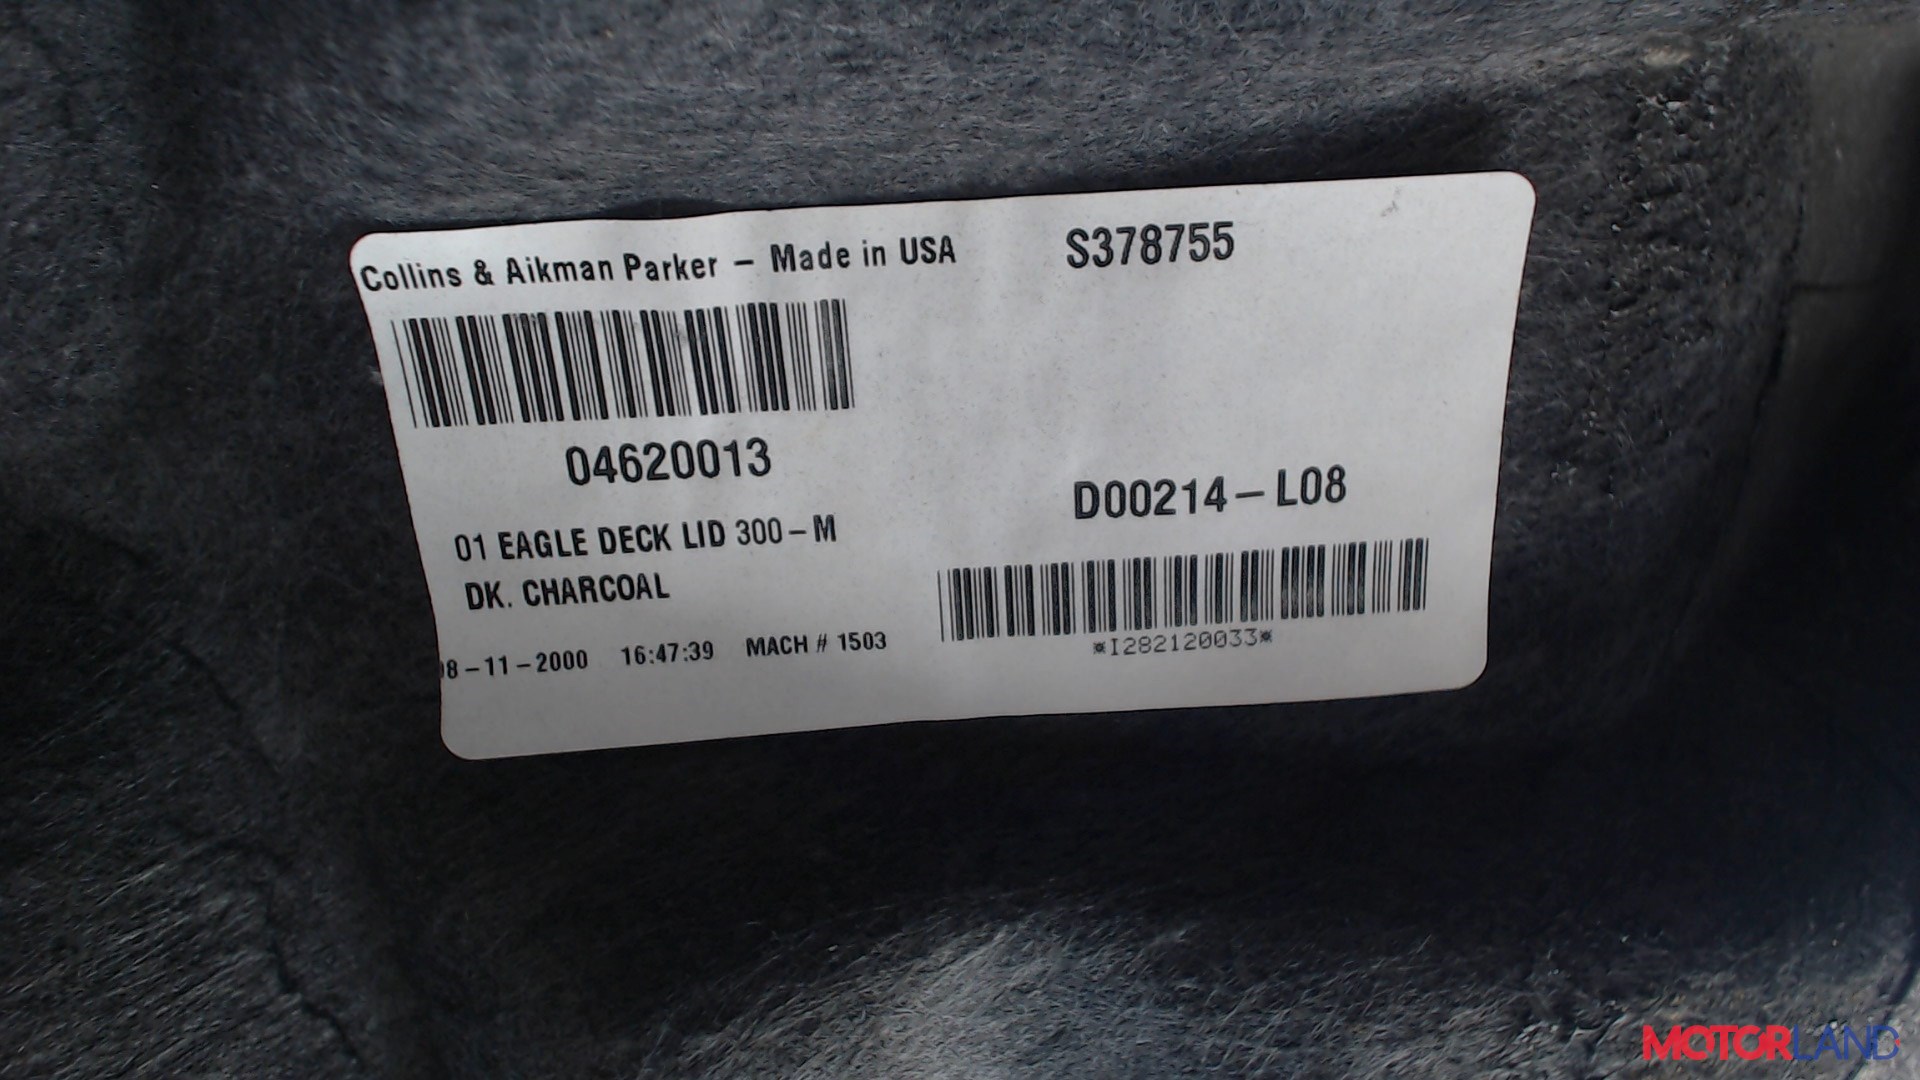 Collins & Aikman Parker – Made in USA
S378755
04620013
01 EAGLE DECK LID 300–M
DK. CHARCOAL
8–11–2000 16:47:39 MACH # 1503
D00214–L08
*I282120033*
MOTORLAND